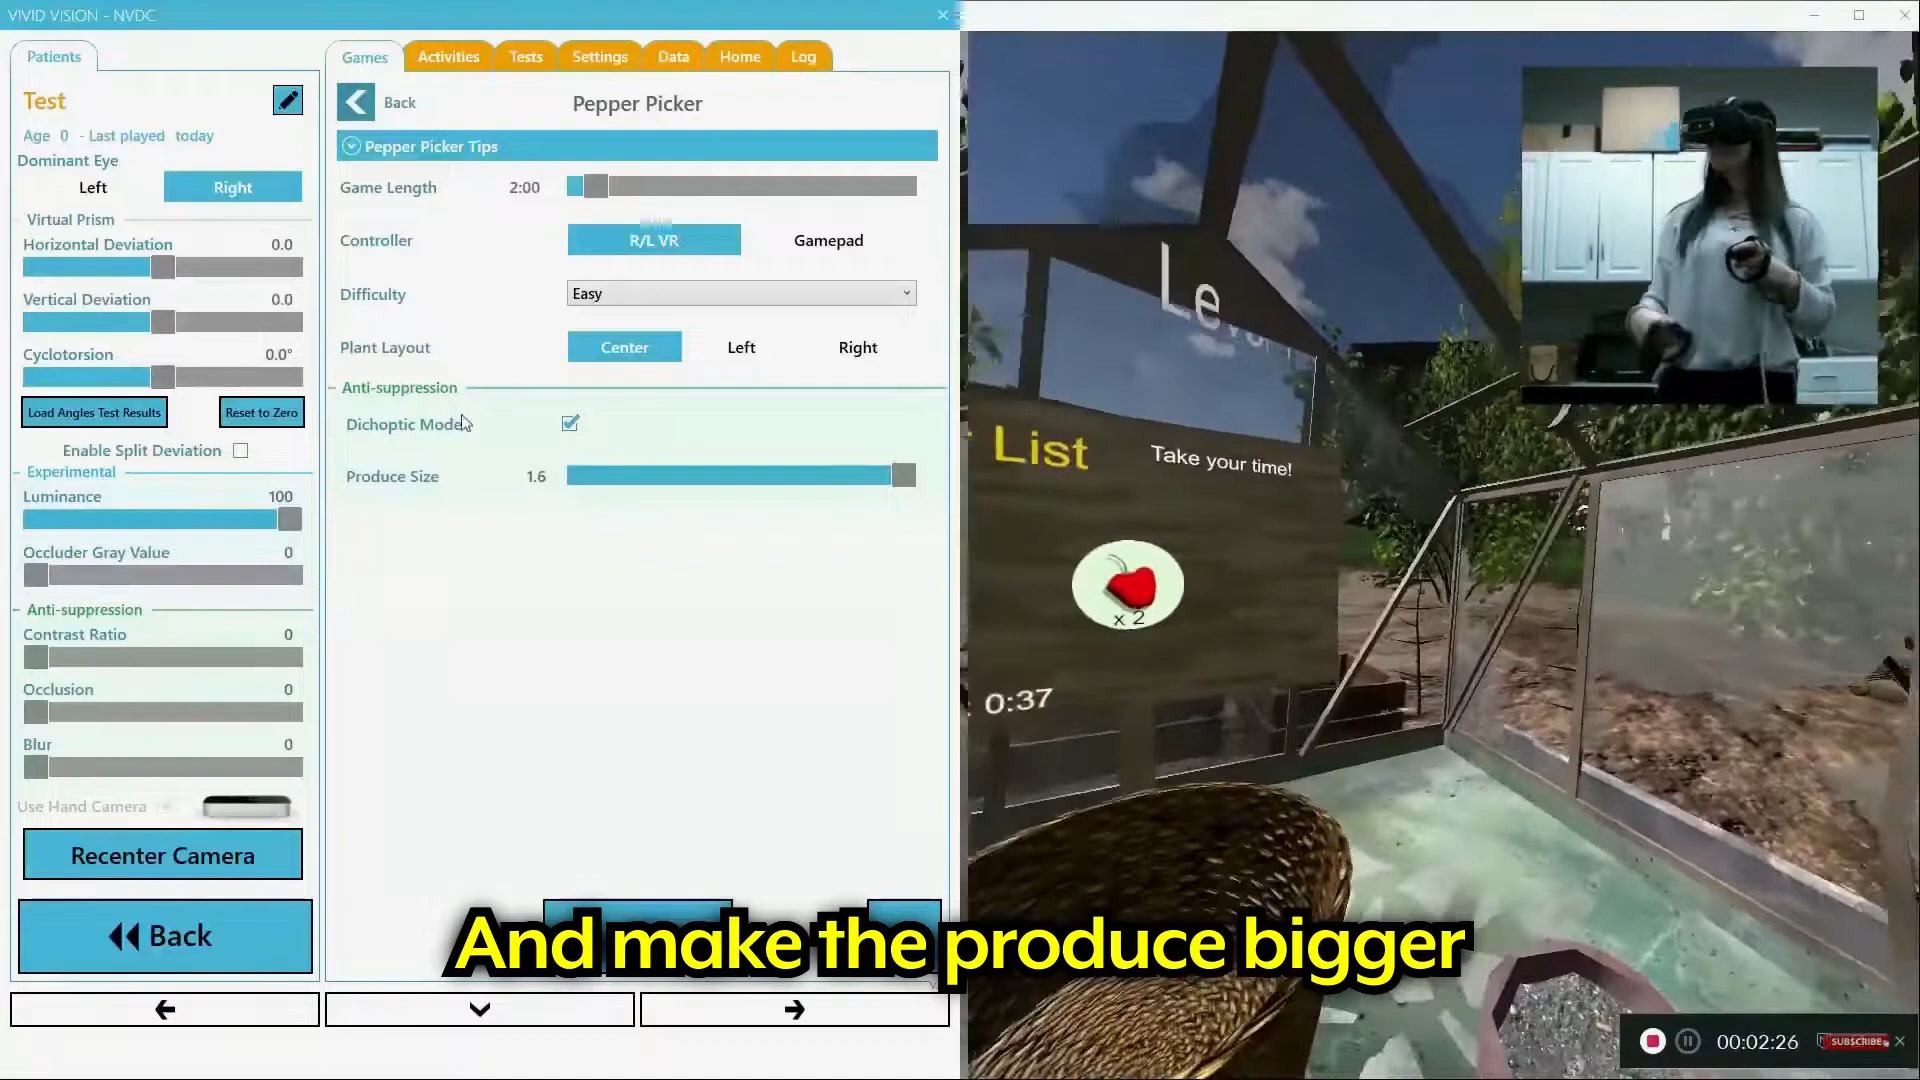 VIVID VISION - NVDC
Patients
Games
Activities
Tests
Settings
Data
Home
Log
Test
Age 0 - Last played today
Dominant Eye
Left
Right
Virtual Prism
Horizontal Deviation 0.0
Vertical Deviation 0.0
Cyclotorsion 0.0°
Load Angles Test Results
Reset to Zero
Enable Split Deviation
Experimental
Luminance 100
Occluder Gray Value 0
Anti-suppression
Contrast Ratio 0
Occlusion 0
Blur 0
Use Hand Camera
Recenter Camera
Back
Back
Pepper Picker
Pepper Picker Tips
Game Length 2:00
Controller R/L VR Gamepad
Difficulty Easy
Plant Layout Center Left Right
Anti-suppression
Dichoptic Mode
Produce Size 1.6
Level
List
Take your time!
x 2
0:37
And make the produce bigger
00:02:26
SUBSCRIBE